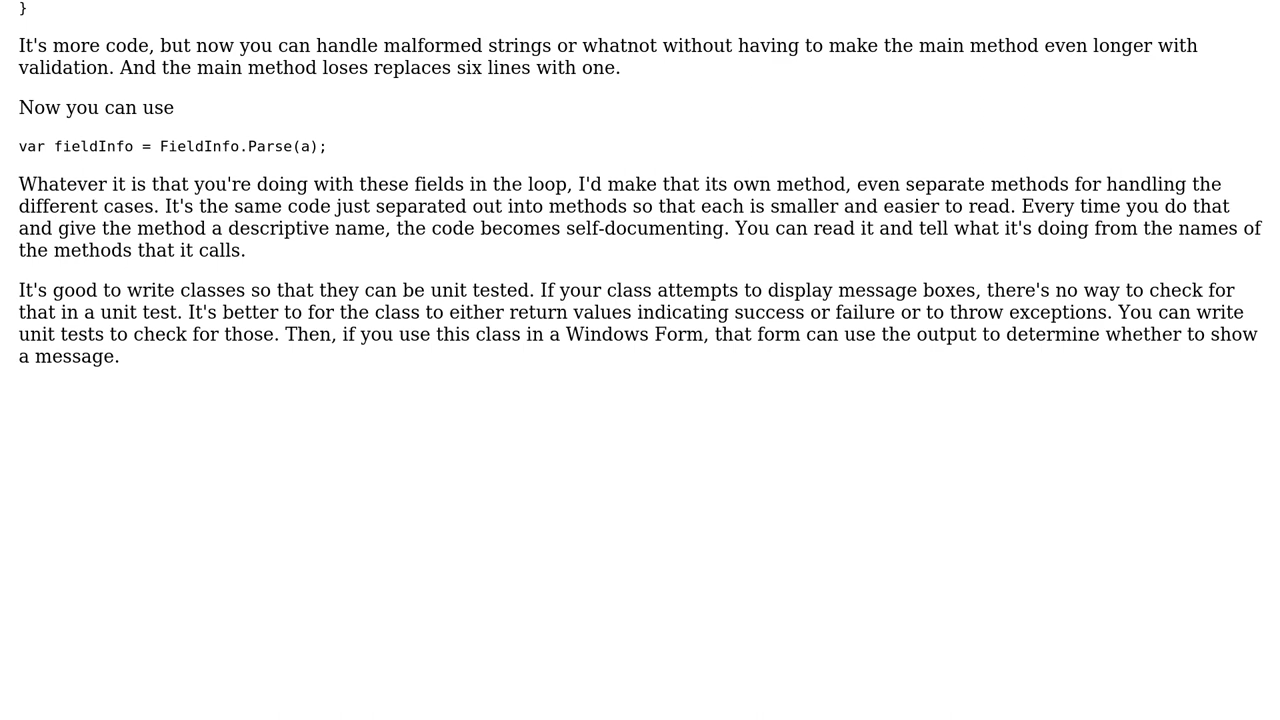 }
It's more code, but now you can handle malformed strings or whatnot without having to make the main method even longer with
validation. And the main method loses replaces six lines with one.
Now you can use
var fieldInfo = FieldInfo.Parse(a);
Whatever it is that you're doing with these fields in the loop, I'd make that its own method, even separate methods for handling the
different cases. It's the same code just separated out into methods so that each is smaller and easier to read. Every time you do that
and give the method a descriptive name, the code becomes self-documenting. You can read it and tell what it's doing from the names of
the methods that it calls.
It's good to write classes so that they can be unit tested. If your class attempts to display message boxes, there's no way to check for
that in a unit test. It's better to for the class to either return values indicating success or failure or to throw exceptions. You can write
unit tests to check for those. Then, if you use this class in a Windows Form, that form can use the output to determine whether to show
a message.